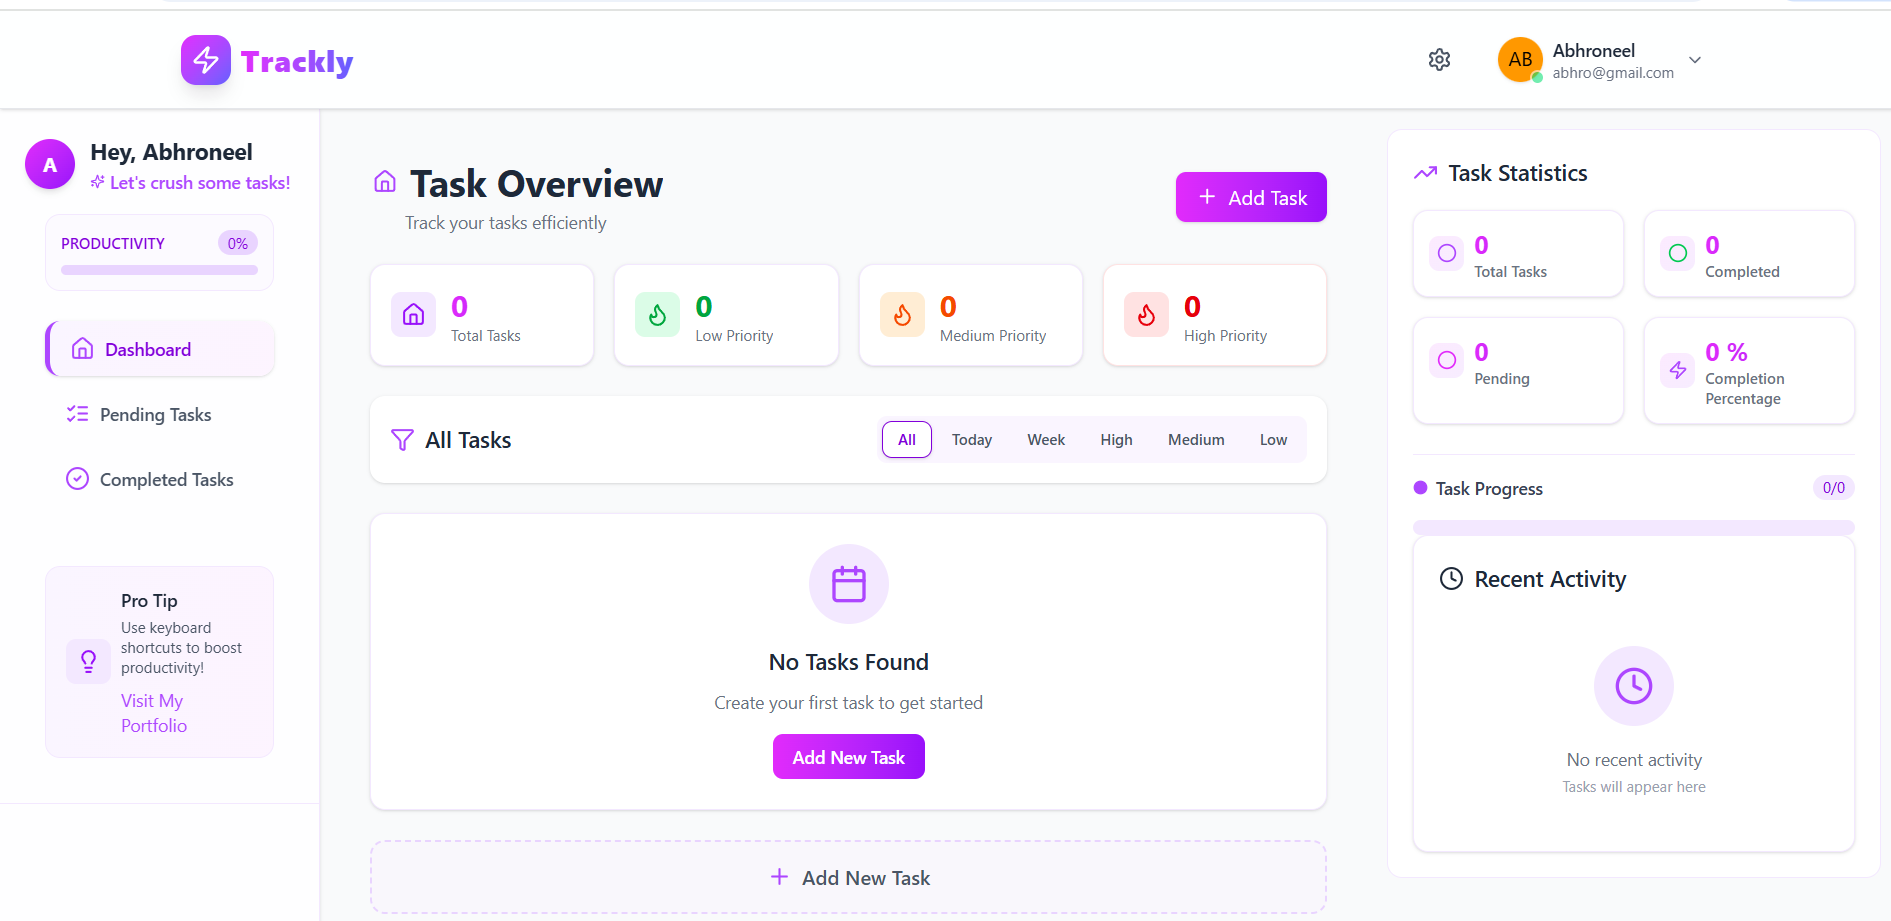 Trackly
AB
Abhroneel
abhro@gmail.com
A
Hey, Abhroneel
Let's crush some tasks!
PRODUCTIVITY
0%
Dashboard
Pending Tasks
Completed Tasks
Pro Tip
Use keyboard
shortcuts to boost
productivity!
Visit My
Portfolio
Task Overview
Track your tasks efficiently
Add Task
0
Total Tasks
0
Low Priority
0
Medium Priority
0
High Priority
All Tasks
All
Today
Week
High
Medium
Low
No Tasks Found
Create your first task to get started
Add New Task
Add New Task
Task Statistics
0
Total Tasks
0
Completed
0
Pending
0 %
Completion
Percentage
Task Progress
0/0
Recent Activity
No recent activity
Tasks will appear here